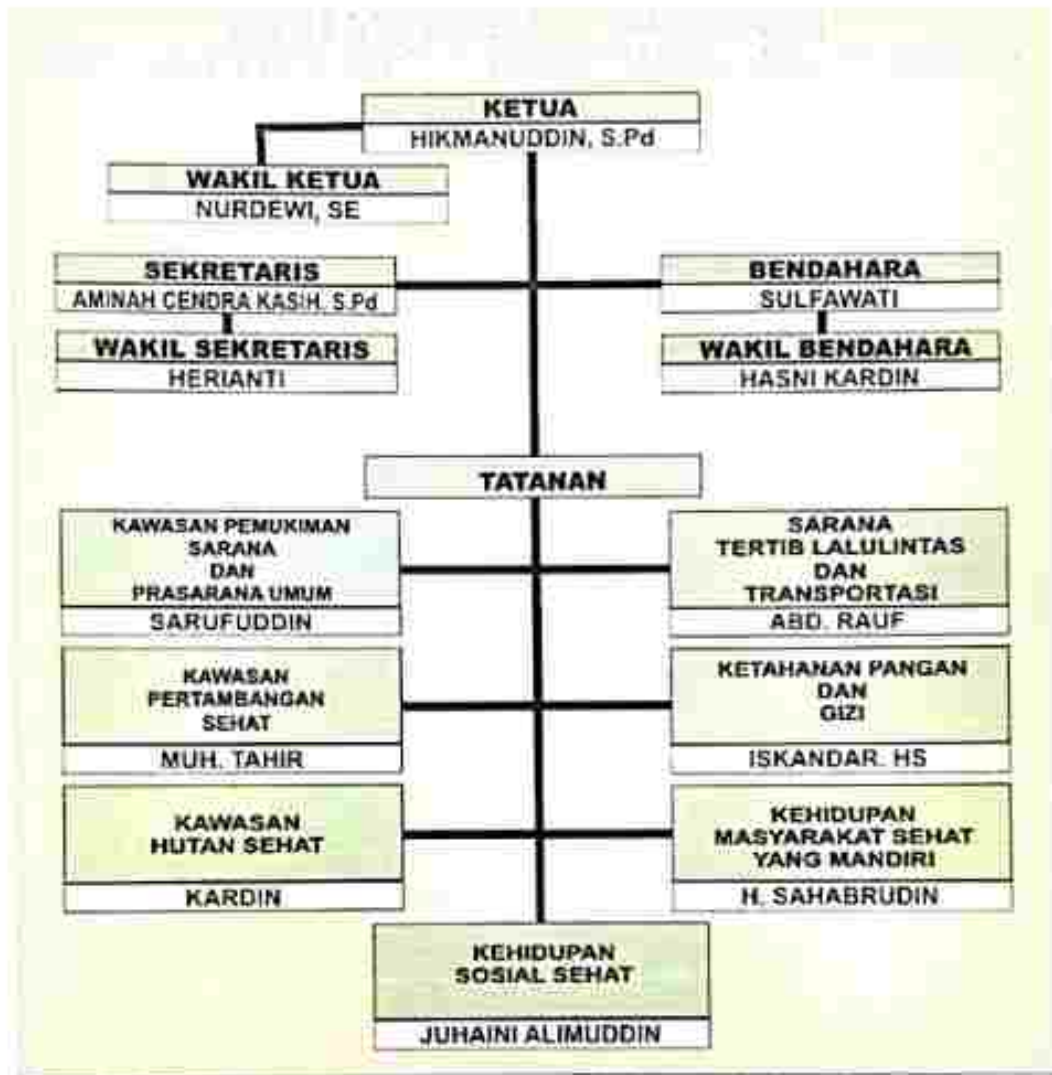 KETUA
HIKMANUDDIN, S.Pd
WAKIL KETUA
NURDEWI, SE
SEKRETARIS
AMINAH CENDRA KASIH, S.Pd
WAKIL SEKRETARIS
HERIANTI
BENDAHARA
SULFAWATI
WAKIL BENDAHARA
HASNI KARDIN
TATANAN
KAWASAN PEMUKIMAN
SARANA
DAN
PRASARANA UMUM
SARUFUDDIN
SARANA
TERTIB LALULINTAS
DAN
TRANSPORTASI
ABD. RAUF
KAWASAN
PERTAMBANGAN
SEHAT
MUH. TAHIR
KETAHANAN PANGAN
DAN
GIZI
ISKANDAR. HS
KAWASAN
HUTAN SEHAT
KARDIN
KEHIDUPAN
MASYARAKAT SEHAT
YANG MANDIRI
H. SAHABRUDIN
KEHIDUPAN
SOSIAL SEHAT
JUHAINI ALIMUDDIN